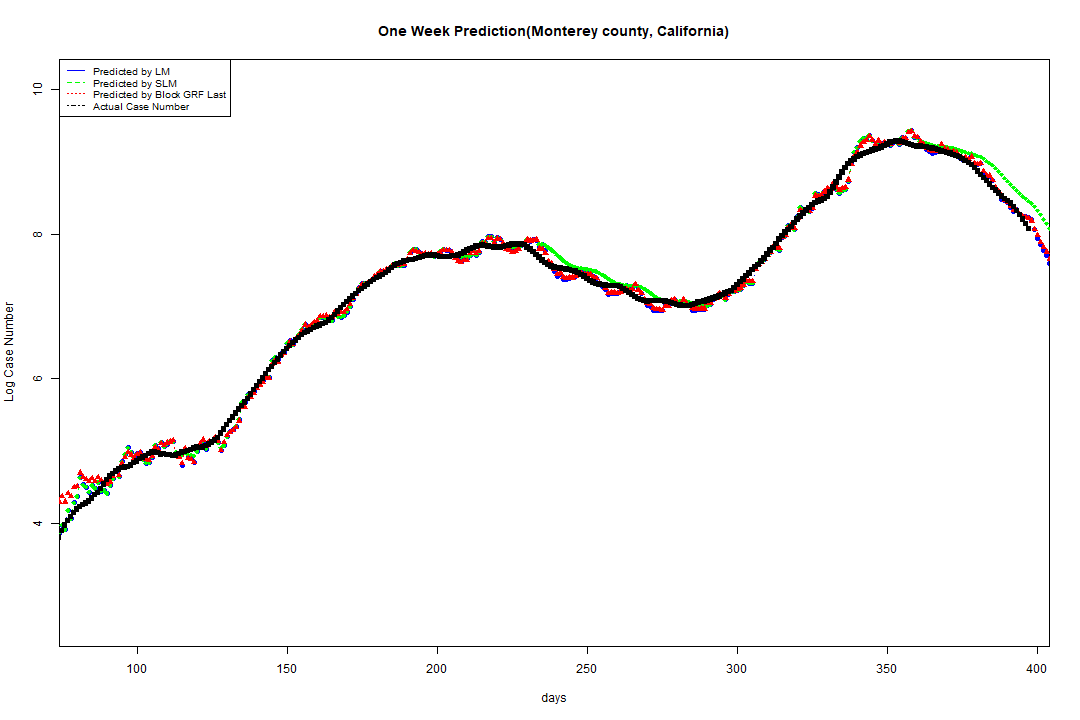 One Week Prediction(Monterey county, California)
Predicted by LM
Predicted by SLM
Predicted by Block GRF Last
Actual Case Number
10
8
6
4
Log Case Number
100 150 200 250 300 350 400
days